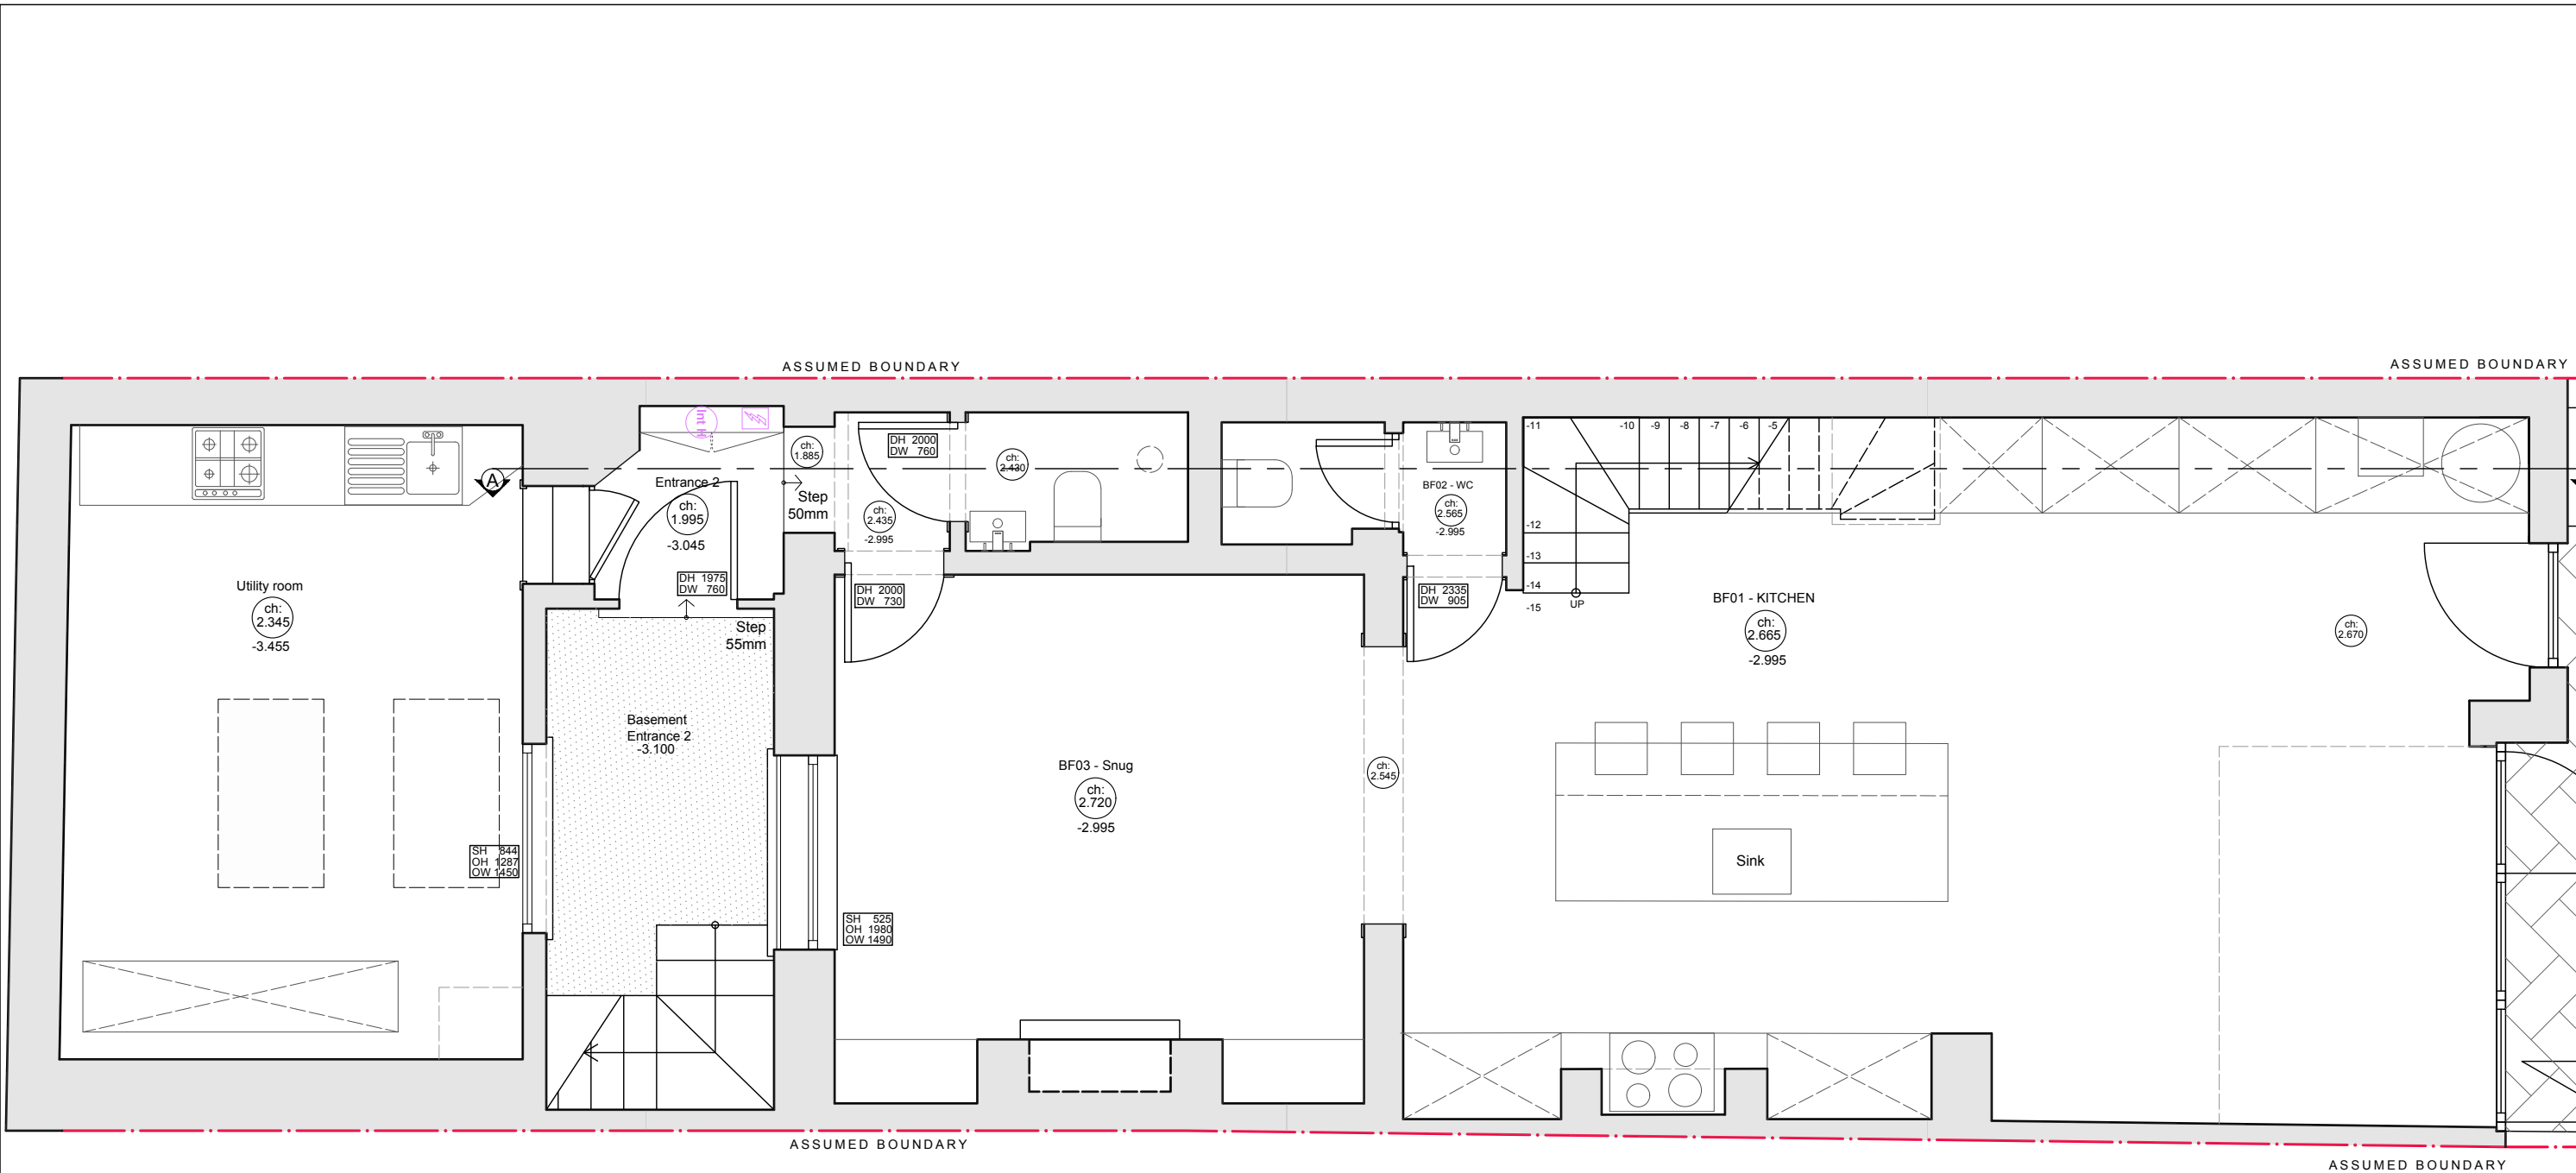 ASSUMED BOUNDARY
ASSUMED BOUNDARY
Int H
ch:
1.885
DH 2000
DW 760
ch:
2.430
-11
-10
-9
-8
-7
-6
-5
A
Entrance 2
ch:
1.995
-3.045
Step
50mm
ch:
2.435
-2.995
BF02 - WC
ch:
2.565
-2.995
-12
-13
-14
-15
UP
Utility room
ch:
2.345
-3.455
DH 1975
DW 760
DH 2000
DW 730
DH 2335
DW 905
BF01 - KITCHEN
ch:
2.665
-2.995
ch:
2.670
Step
55mm
Basement
Entrance 2
-3.100
BF03 - Snug
ch:
2.720
-2.995
ch:
2.545
SH 844
OH 1287
OW 1450
Sink
SH 525
OH 1980
OW 1490
ASSUMED BOUNDARY
ASSUMED BOUNDARY